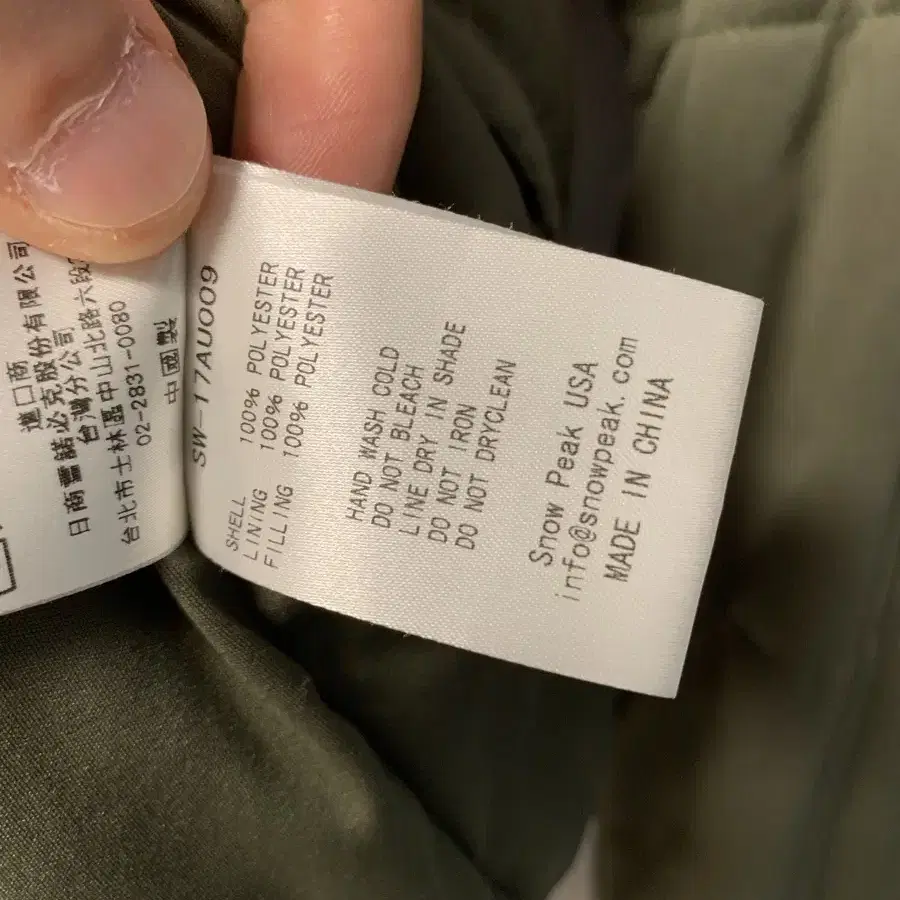 進口商
日商雪諾必克股份有限公司
台灣分公司
台北市士林區中山北路六段
02-2831-0080
中國製
SW-17AU009
SHELL 100% POLYESTER
LINING 100% POLYESTER
FILLING 100% POLYESTER
HAND WASH COLD
DO NOT BLEACH
LINE DRY IN SHADE
DO NOT IRON
DO NOT DRYCLEAN
Snow Peak USA
info@snowpeak.com
MADE IN CHINA